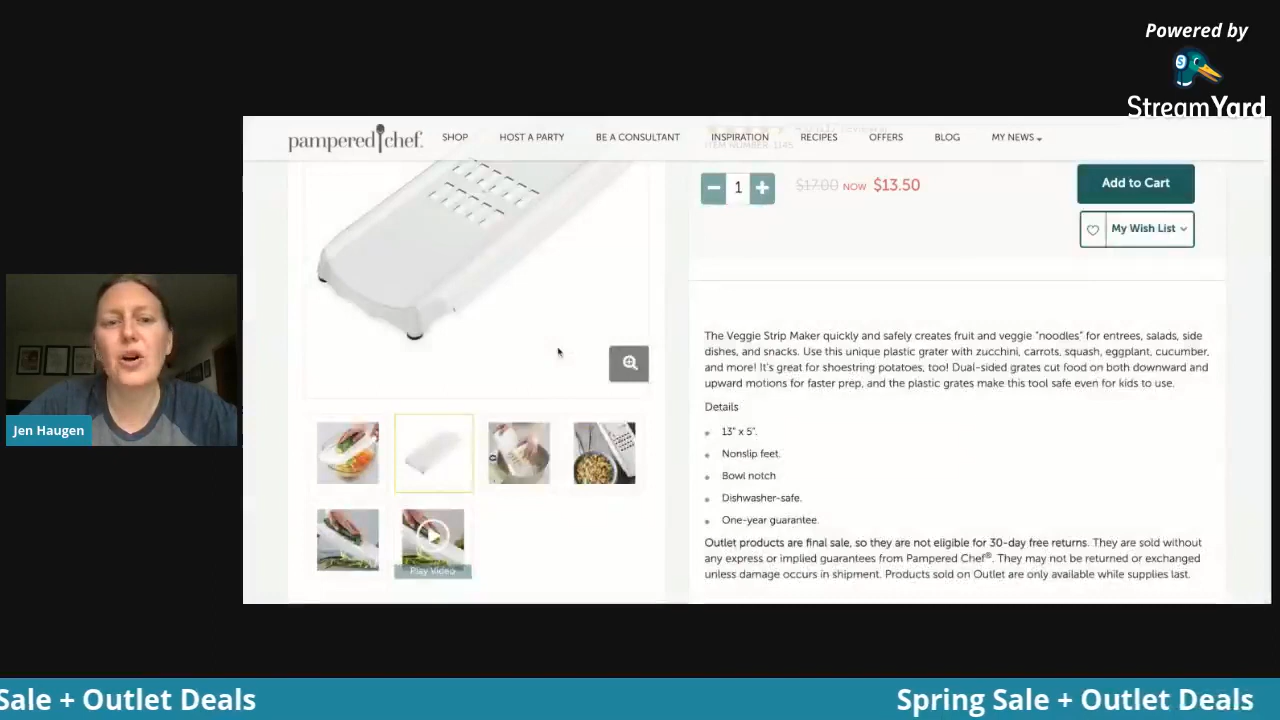 Powered by
StreamYard
pampered chef.
SHOP
HOST A PARTY
BE A CONSULTANT
INSPIRATION
RECIPES
OFFERS
BLOG
MY NEWS
ITEM NUMBER: 1145
1
$17.00 NOW $13.50
Add to Cart
My Wish List
The Veggie Strip Maker quickly and safely creates fruit and veggie "noodles" for entrees, salads, side
dishes, and snacks. Use this unique plastic grater with zucchini, carrots, squash, eggplant, cucumber,
and more! It's great for shoestring potatoes, too! Dual-sided grates cut food on both downward and
upward motions for faster prep, and the plastic grates make this tool safe even for kids to use.
Details
13" x 5".
Nonslip feet.
Bowl notch
Dishwasher-safe.
One-year guarantee.
Outlet products are final sale, so they are not eligible for 30-day free returns. They are sold without
any express or implied guarantees from Pampered Chef®. They may not be returned or exchanged
unless damage occurs in shipment. Products sold on Outlet are only available while supplies last.
Play Video
Jen Haugen
Sale + Outlet Deals
Spring Sale + Outlet Deals